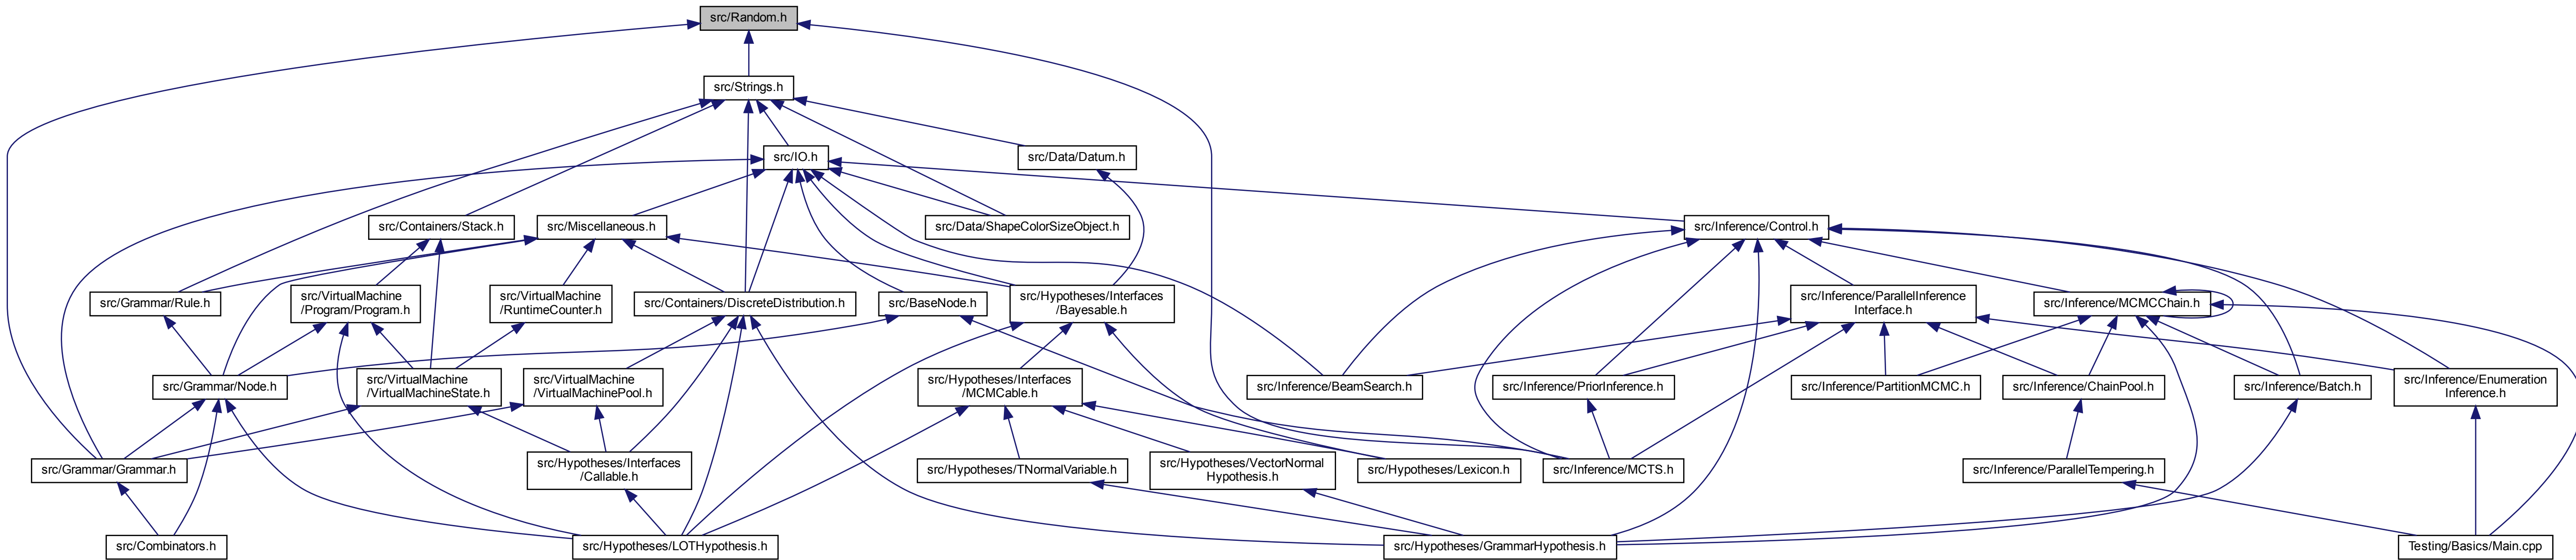 src/Random.h
src/Strings.h
src/IO.h
src/Data/Datum.h
src/Containers/Stack.h
src/Miscellaneous.h
src/Data/ShapeColorSizeObject.h
src/Inference/Control.h
src/Grammar/Rule.h
src/VirtualMachine
/Program/Program.h
src/VirtualMachine
/RuntimeCounter.h
src/Containers/DiscreteDistribution.h
src/BaseNode.h
src/Hypotheses/Interfaces
/Bayesable.h
src/Inference/ParallelInference
Interface.h
src/Inference/MCMCChain.h
src/Grammar/Node.h
src/VirtualMachine
/VirtualMachineState.h
src/VirtualMachine
/VirtualMachinePool.h
src/Hypotheses/Interfaces
/MCMCable.h
src/Inference/BeamSearch.h
src/Inference/PriorInference.h
src/Inference/PartitionMCMC.h
src/Inference/ChainPool.h
src/Inference/Batch.h
src/Inference/Enumeration
Inference.h
src/Grammar/Grammar.h
src/Hypotheses/Interfaces
/Callable.h
src/Hypotheses/TNormalVariable.h
src/Hypotheses/VectorNormal
Hypothesis.h
src/Hypotheses/Lexicon.h
src/Inference/MCTS.h
src/Inference/ParallelTempering.h
src/Combinators.h
src/Hypotheses/LOTHypothesis.h
src/Hypotheses/GrammarHypothesis.h
Testing/Basics/Main.cpp